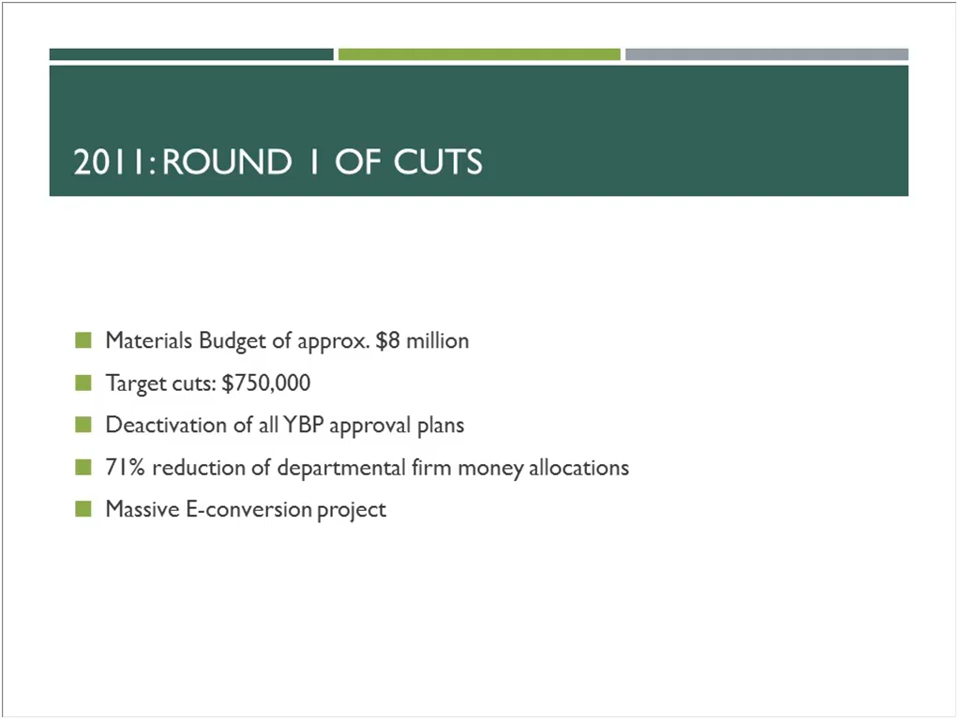 2011: ROUND 1 OF CUTS
Materials Budget of approx. $8 million
Target cuts: $750,000
Deactivation of all YBP approval plans
71% reduction of departmental firm money allocations
Massive E-conversion project